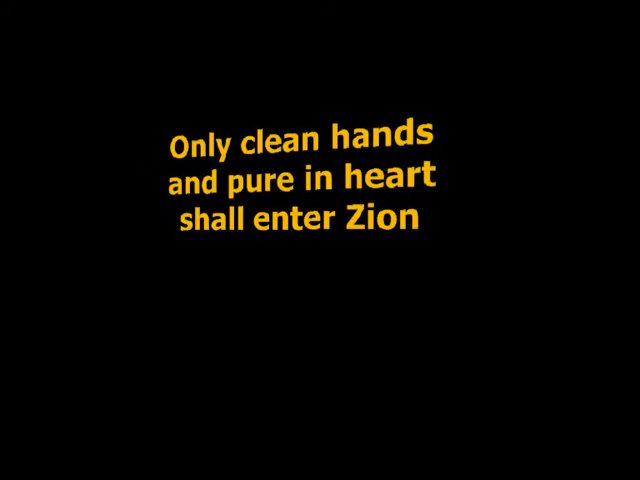 Only clean hands
and pure in heart
shall enter Zion